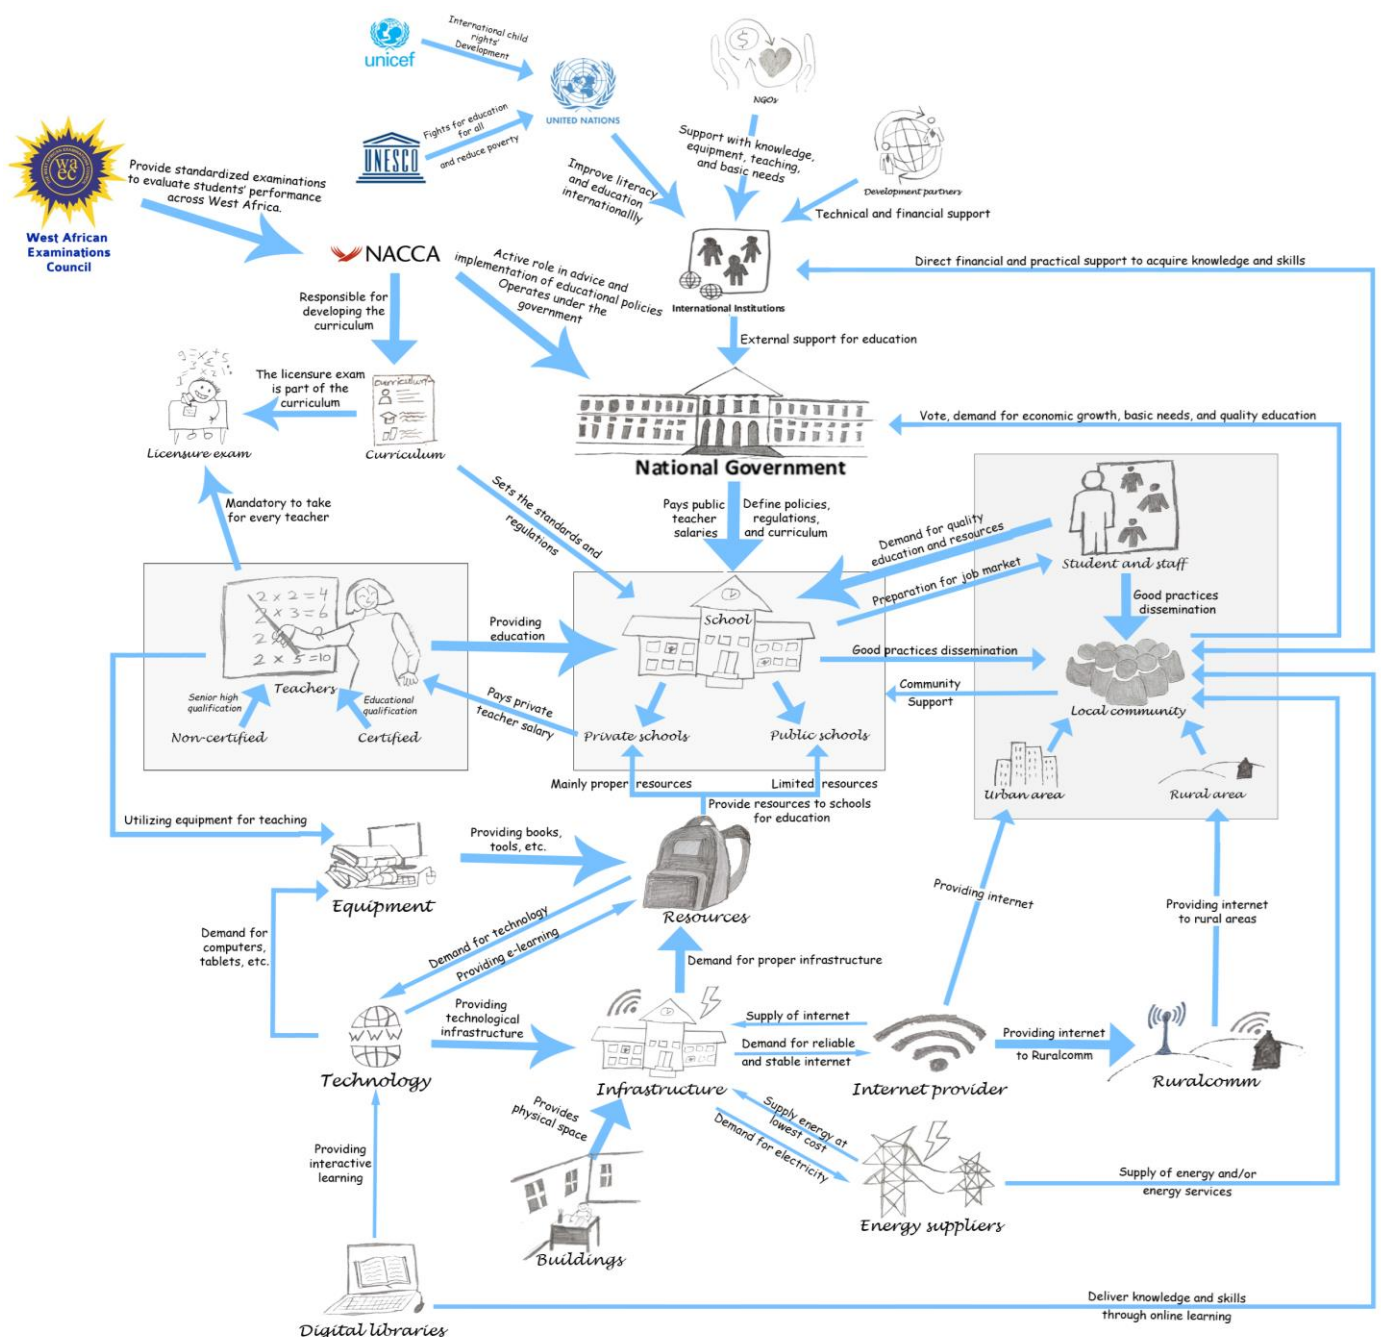 International child
rights'
Development
unicef
UNITED NATIONS
NGOs
Fights for education
for all
and reduce poverty
UNESCO
Support with knowledge,
equipment, teaching,
and basic needs
Development partners
Technical and financial support
Improve literacy
and education
internationallly
waec
West African
Examinations
Council
Provide standardized examinations
to evaluate students' performance
across West Africa.
NACCA
Active role in advice and
implementation of educational policies
Operates under the
government
International Institutions
Direct financial and practical support to acquire knowledge and skills
Responsible for
developing the
curriculum
External support for education
The licensure exam
is part of the
curriculum
Curriculum
Curriculum
Licensure exam
National Government
Vote, demand for economic growth, basic needs, and quality education
Mandatory to take
for every teacher
Sets the standards and
regulations
Pays public
teacher
salaries
Define policies,
regulations,
and curriculum
Demand for quality
education and resources
Preparation for job market
Student and staff
Good practices
dissemination
2 x 2 = 4
2 x 3 = 6
2 x 5 = 10
Teachers
Senior high
qualification
Educational
qualification
Non-certified
Certified
Providing
education
Pays private
teacher salary
School
Private schools
Public schools
Good practices dissemination
Community
Support
Local community
Urban area
Rural area
Mainly proper resources
Limited resources
Provide resources to schools
for education
Utilizing equipment for teaching
Equipment
Providing books,
tools, etc.
Resources
Demand for
computers,
tablets, etc.
Demand for technology
Providing e-learning
Demand for proper infrastructure
Providing internet
Providing internet
to rural areas
WWW
Technology
Providing
technological
infrastructure
Infrastructure
Supply of internet
Demand for reliable
and stable internet
Internet provider
Providing internet
to Ruralcomm
Ruralcomm
Provides
physical space
Buildings
Supply energy at
lowest cost
Demand for electricity
Energy suppliers
Supply of energy and/or
energy services
Providing
interactive
learning
Digital libraries
Deliver knowledge and skills
through online learning